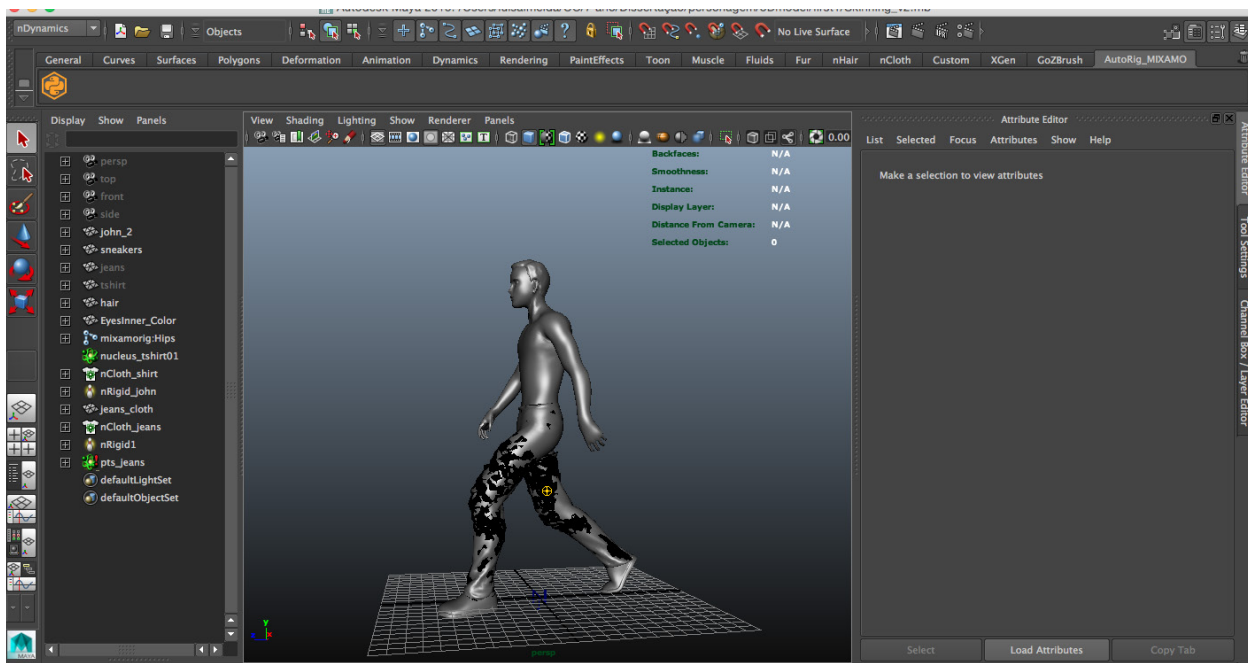 nDynamics
Objects
No Live Surface
General Curves Surfaces Polygons Deformation Animation Dynamics Rendering PaintEffects Toon Muscle Fluids Fur nHair nCloth Custom XGen GoZBrush AutoRig_MIXAMO
Display Show Panels
persp
top
front
side
john_2
sneakers
jeans
tshirt
hair
EyesInner_Color
mixamorig:Hips
nucleus_tshirt01
nCloth_shirt
nRigid_john
jeans_cloth
nCloth_jeans
nRigid1
pts_jeans
defaultLightSet
defaultObjectSet
View Shading Lighting Show Renderer Panels
0.00
Backfaces: N/A
Smoothness: N/A
Instance: N/A
Display Layer: N/A
Distance From Camera: N/A
Selected Objects: 0
y
persp
Attribute Editor
List Selected Focus Attributes Show Help
Make a selection to view attributes
Select Load Attributes Copy Tab
Attribute Editor
Tool Settings
Channel Box / Layer Editor
MAYA